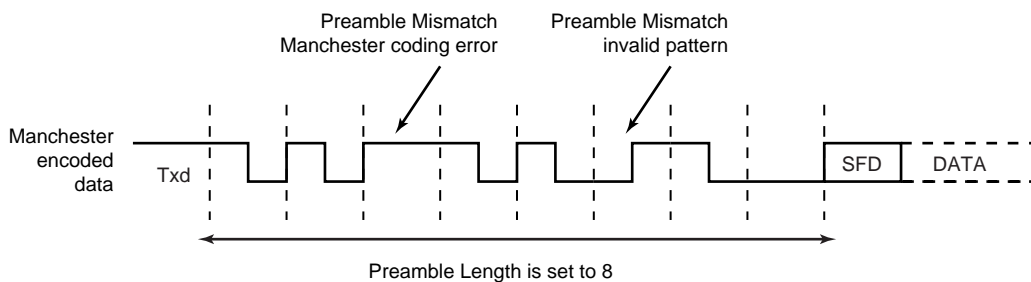 Preamble Mismatch
Manchester coding error
Preamble Mismatch
invalid pattern
Manchester
encoded
data
Txd
SFD
DATA
Preamble Length is set to 8